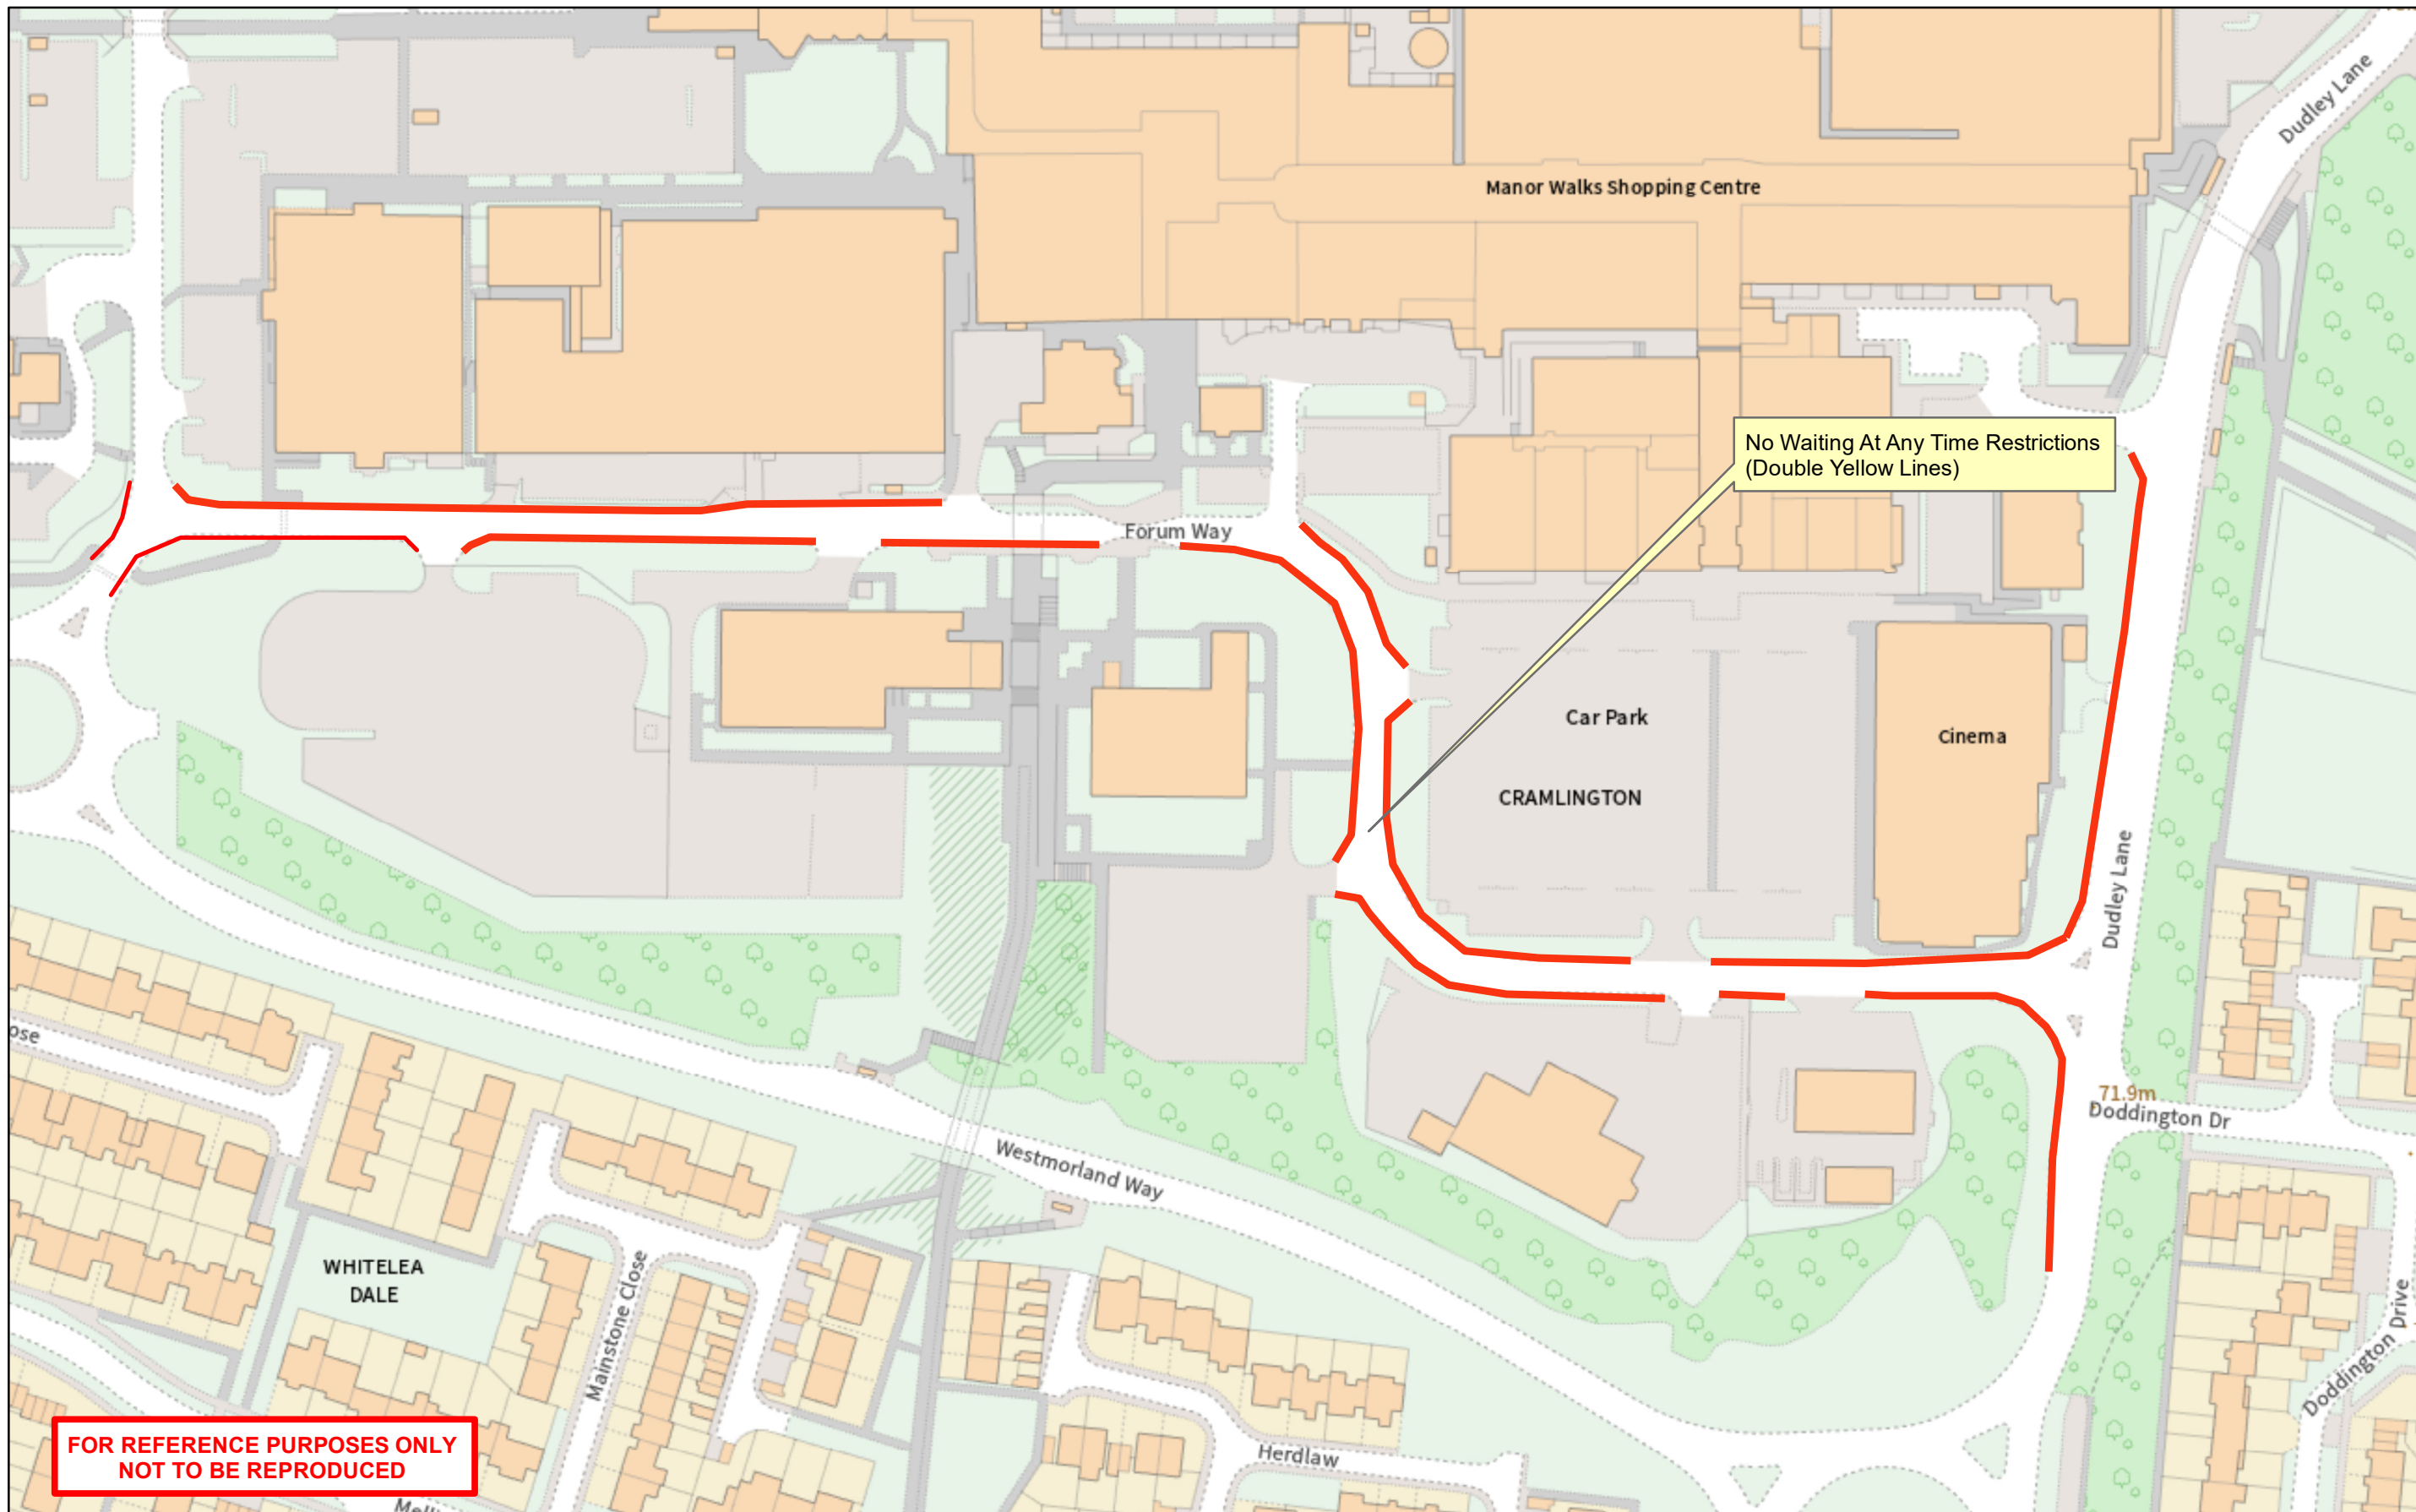 Dudley Lane
Manor Walks Shopping Centre
No Waiting At Any Time Restrictions
(Double Yellow Lines)
Forum Way
Car Park
Cinema
CRAMLINGTON
Dudley Lane
ose
71.9m
Doddington Dr
Westmorland Way
WHITELEA
DALE
Mainstone Close
Doddington Drive
FOR REFERENCE PURPOSES ONLY
NOT TO BE REPRODUCED
Herdlaw